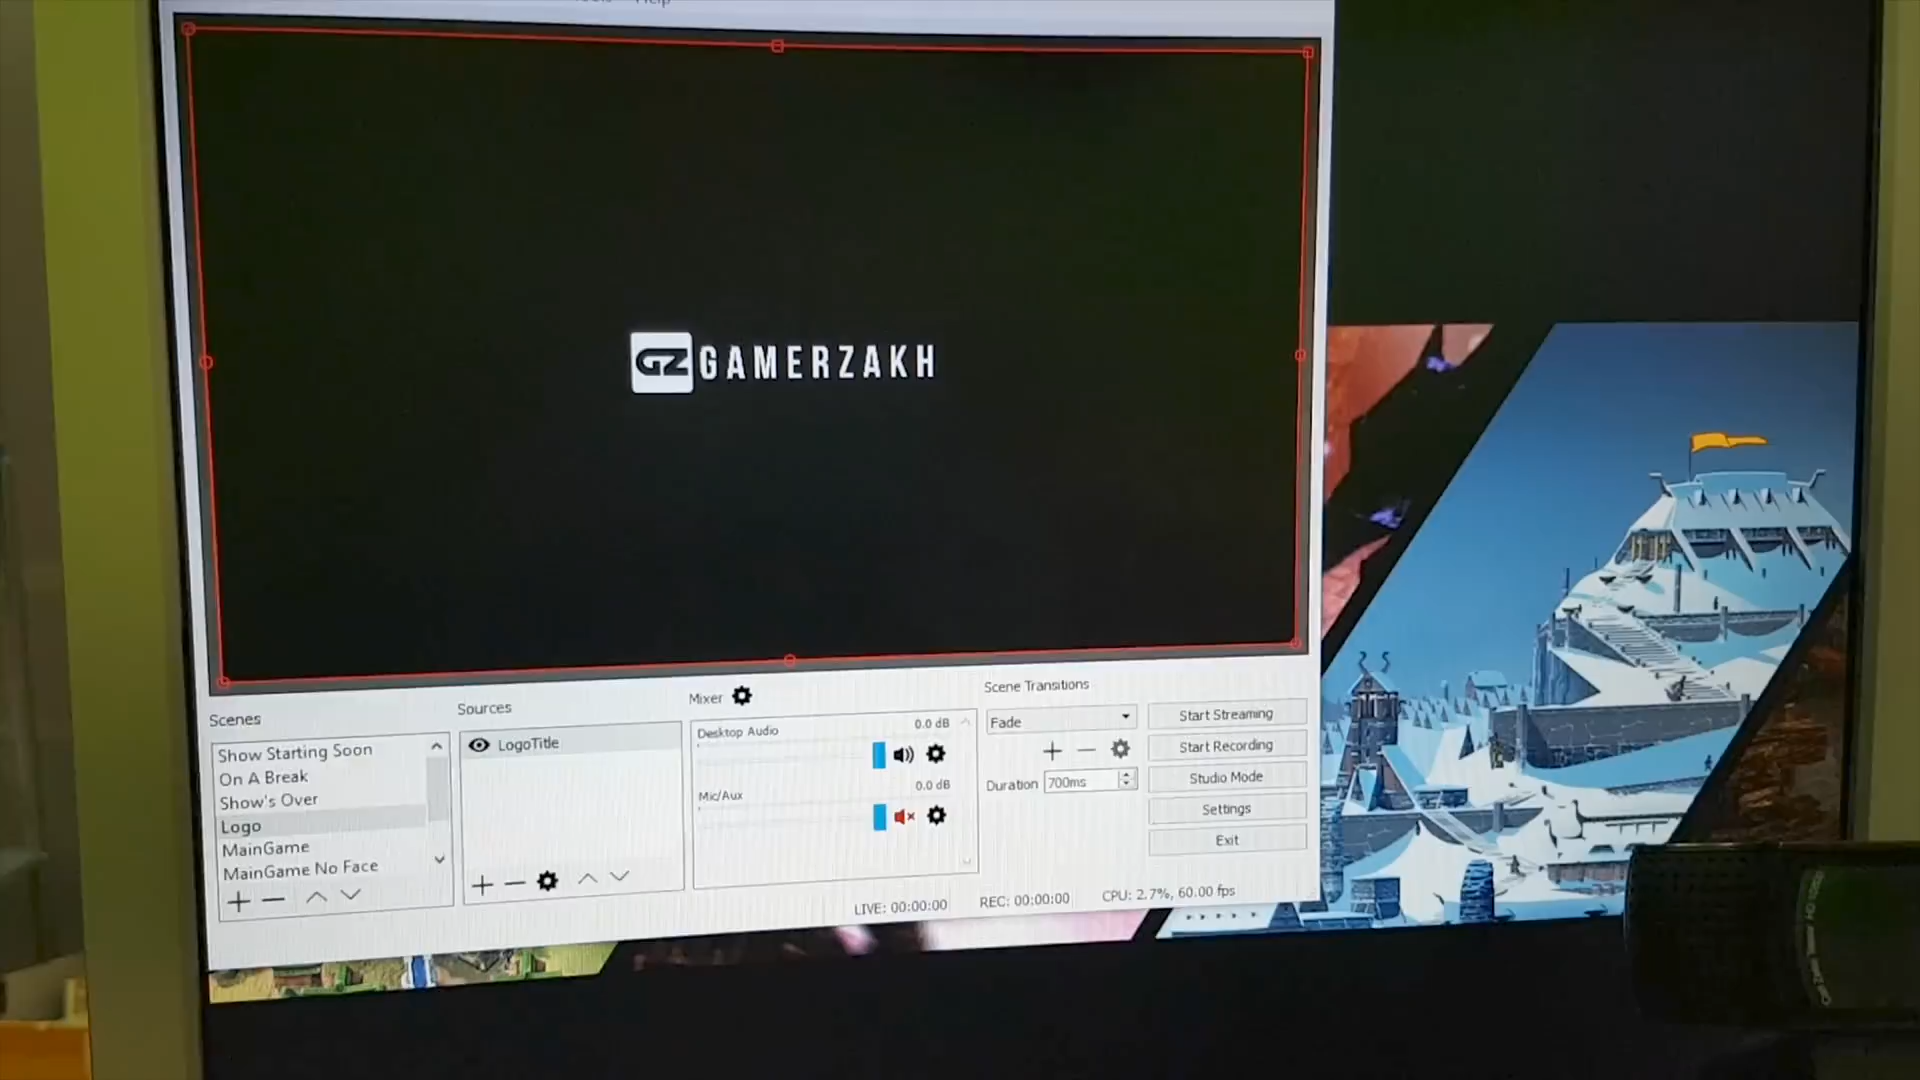 Help
GZ GAMERZAKH
Scenes
Show Starting Soon
On A Break
Show's Over
Logo
MainGame
MainGame No Face
Sources
LogoTitle
Mixer
Desktop Audio 0.0 dB
Mic/Aux 0.0 dB
Scene Transitions
Fade
Duration 700ms
Start Streaming
Start Recording
Studio Mode
Settings
Exit
LIVE: 00:00:00 REC: 00:00:00 CPU: 2.7%, 60.00 fps